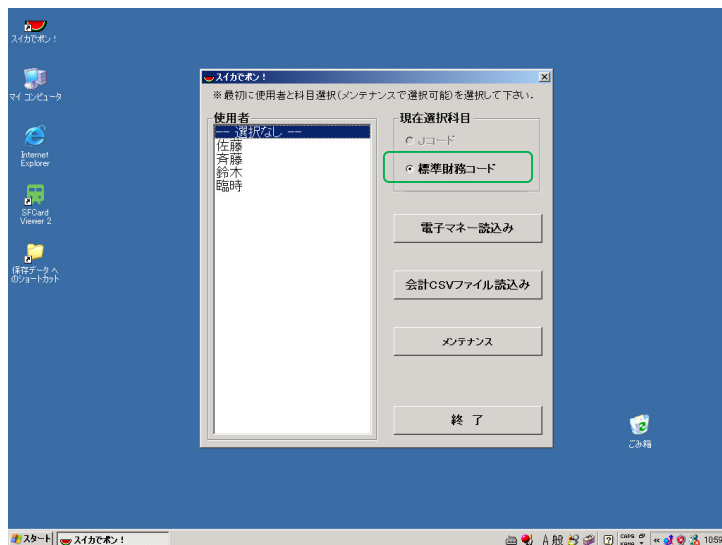 スイカでポン！
マイ コンピュータ
Internet
Explorer
SFCard
Viewer 2
保存データへ
のショートカット
スイカでポン！
※最初に使用者と科目選択(メンテナンスで選択可能)を選択して下さい.
使用者
-- 選択なし --
佐藤
斉藤
鈴木
臨時
現在選択科目
Jコード
標準財務コード
電子マネー読込み
会計CSVファイル読込み
メンテナンス
終 了
ごみ箱
スタート
スイカでポン！
A 般
CAPS
KANA
10:59